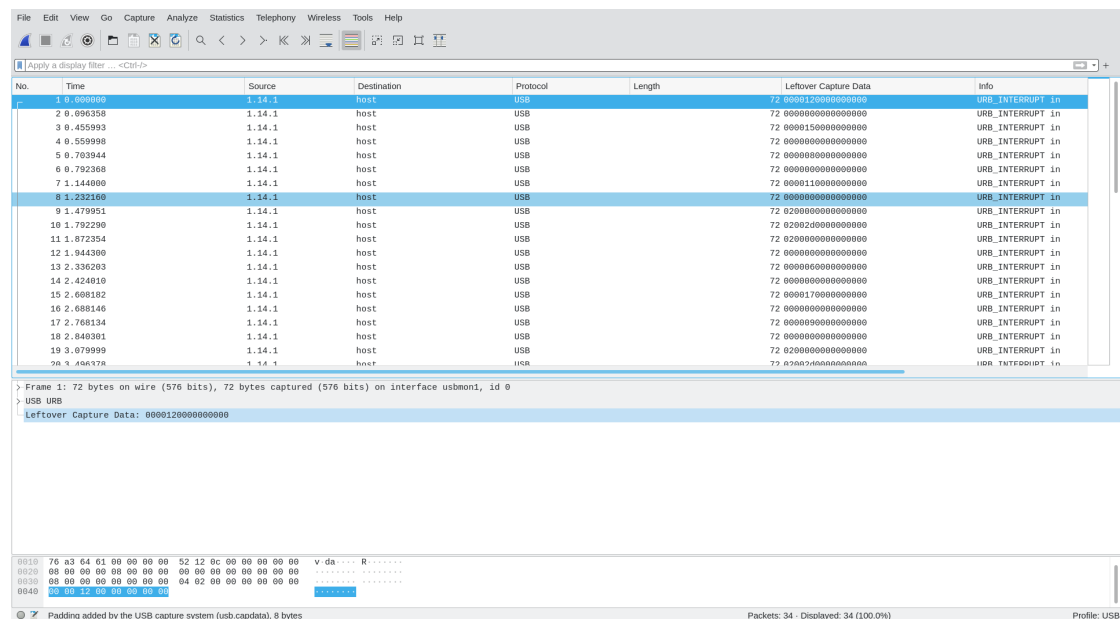 File Edit View Go Capture Analyze Statistics Telephony Wireless Tools Help
Apply a display filter … <Ctrl-/>
No. Time Source Destination Protocol Length Leftover Capture Data Info
1 0.000000 1.14.1 host USB 72 0000120000000000 URB_INTERRUPT in
2 0.096358 1.14.1 host USB 72 0000000000000000 URB_INTERRUPT in
3 0.455993 1.14.1 host USB 72 0000150000000000 URB_INTERRUPT in
4 0.559998 1.14.1 host USB 72 0000000000000000 URB_INTERRUPT in
5 0.703944 1.14.1 host USB 72 0000080000000000 URB_INTERRUPT in
6 0.792368 1.14.1 host USB 72 0000000000000000 URB_INTERRUPT in
7 1.144000 1.14.1 host USB 72 0000110000000000 URB_INTERRUPT in
8 1.232160 1.14.1 host USB 72 0000000000000000 URB_INTERRUPT in
9 1.479951 1.14.1 host USB 72 0200000000000000 URB_INTERRUPT in
10 1.792290 1.14.1 host USB 72 02002d0000000000 URB_INTERRUPT in
11 1.872354 1.14.1 host USB 72 0200000000000000 URB_INTERRUPT in
12 1.944300 1.14.1 host USB 72 0000000000000000 URB_INTERRUPT in
13 2.336203 1.14.1 host USB 72 0000060000000000 URB_INTERRUPT in
14 2.424010 1.14.1 host USB 72 0000000000000000 URB_INTERRUPT in
15 2.608182 1.14.1 host USB 72 0000170000000000 URB_INTERRUPT in
16 2.688146 1.14.1 host USB 72 0000000000000000 URB_INTERRUPT in
17 2.768134 1.14.1 host USB 72 0000090000000000 URB_INTERRUPT in
18 2.840301 1.14.1 host USB 72 0000000000000000 URB_INTERRUPT in
19 3.079999 1.14.1 host USB 72 0200000000000000 URB_INTERRUPT in
20 3.496378 1.14.1 host USB 72 02002d0000000000 URB_INTERRUPT in
Frame 1: 72 bytes on wire (576 bits), 72 bytes captured (576 bits) on interface usbmon1, id 0
USB URB
Leftover Capture Data: 0000120000000000
0010 76 a3 64 61 00 00 00 00 52 12 0c 00 00 00 00 00 v·da···· R·······
0020 08 00 00 00 08 00 00 00 00 00 00 00 00 00 00 00 ········ ········
0030 08 00 00 00 00 00 00 00 04 02 00 00 00 00 00 00 ········ ········
0040 00 00 12 00 00 00 00 00 ········
Padding added by the USB capture system (usb.capdata), 8 bytes Packets: 34 · Displayed: 34 (100.0%) Profile: USB